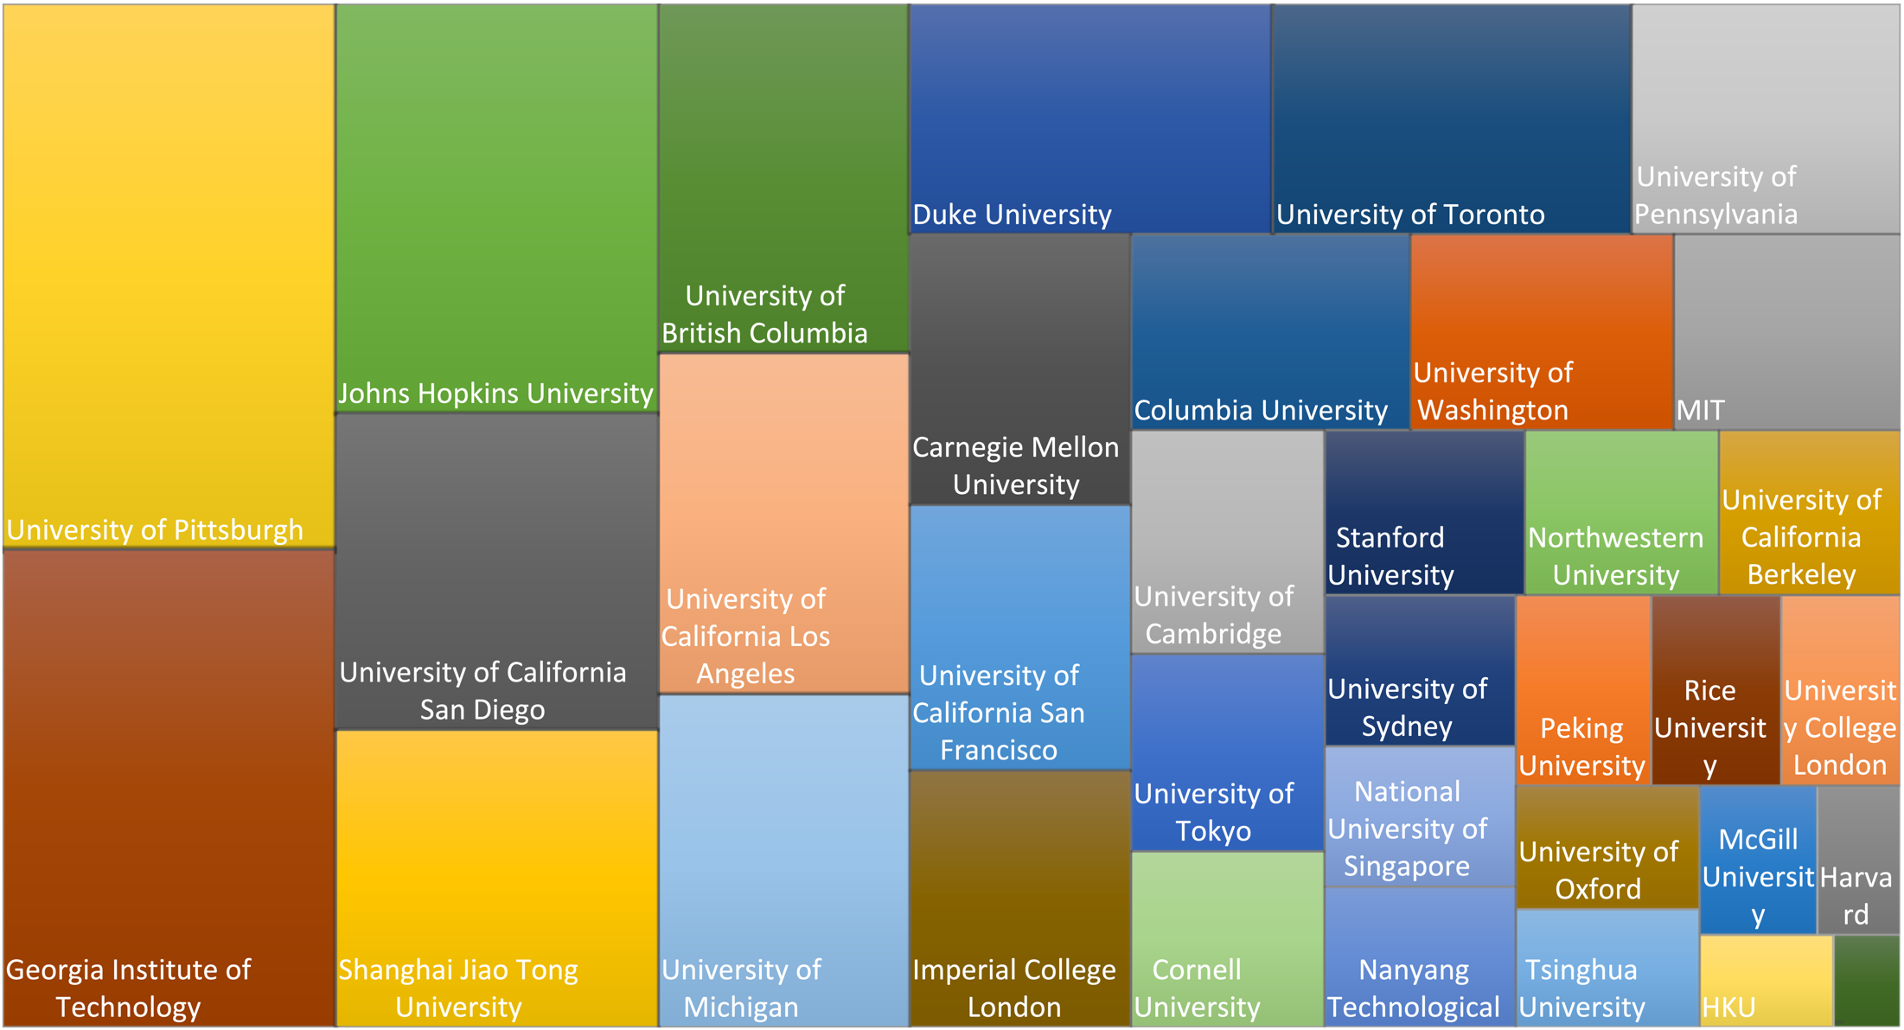 University of Pittsburgh
Georgia Institute of
Technology
Johns Hopkins University
University of California
San Diego
Shanghai Jiao Tong
University
University of
British Columbia
University of
California Los
Angeles
University of
Michigan
Duke University
University of Toronto
University of
Pennsylvania
Carnegie Mellon
University
University of
California San
Francisco
Imperial College
London
Columbia University
University of
Washington
MIT
University of
Cambridge
University of
Tokyo
Cornell
University
Stanford
University
Northwestern
University
University of
California
Berkeley
University of
Sydney
National
University of
Singapore
Nanyang
Technological
Peking
University
Rice
Universit
y
Universit
y College
London
University of
Oxford
Tsinghua
University
McGill
Universit
y
Harva
rd
HKU